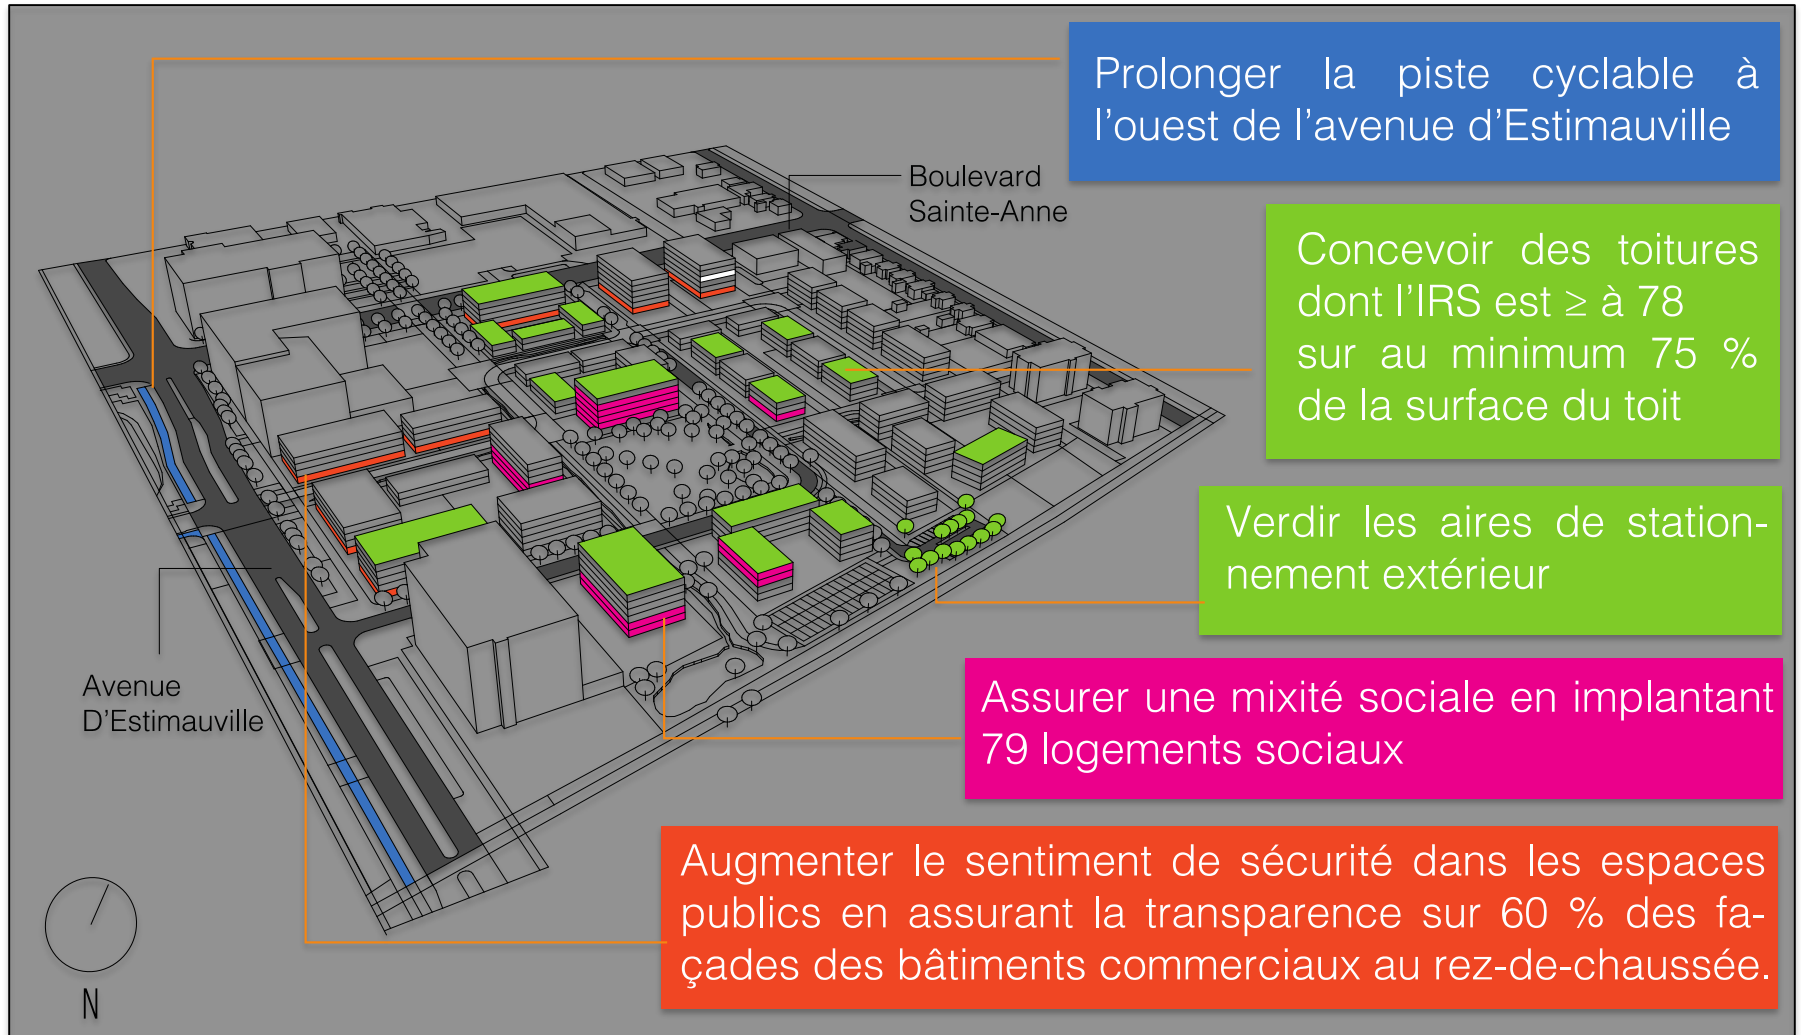 Prolonger la piste cyclable à
l'ouest de l'avenue d'Estimauville
Boulevard
Sainte-Anne
Concevoir des toitures
dont l'IRS est ≥ à 78
sur au minimum 75 %
de la surface du toit
Verdir les aires de station-
nement extérieur
Avenue
D'Estimauville
Assurer une mixité sociale en implantant
79 logements sociaux
Augmenter le sentiment de sécurité dans les espaces
publics en assurant la transparence sur 60 % des fa-
çades des bâtiments commerciaux au rez-de-chaussée.
N